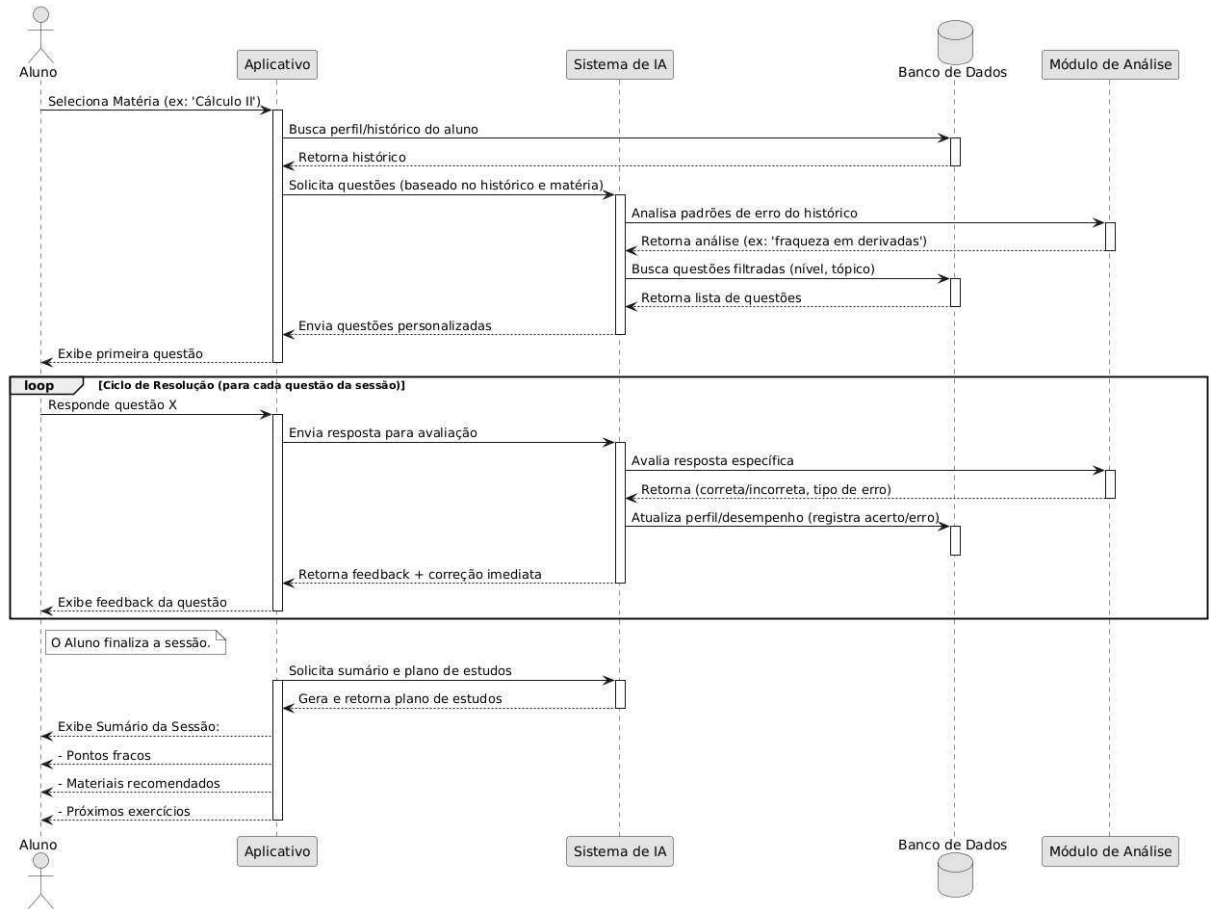 Aluno
Aplicativo
Sistema de IA
Banco de Dados
Módulo de Análise
Seleciona Matéria (ex: 'Cálculo II')
Busca perfil/histórico do aluno
Retorna histórico
Solicita questões (baseado no histórico e matéria)
Analisa padrões de erro do histórico
Retorna análise (ex: 'fraqueza em derivadas')
Busca questões filtradas (nível, tópico)
Retorna lista de questões
Envia questões personalizadas
Exibe primeira questão
loop [Ciclo de Resolução (para cada questão da sessão)]
Responde questão X
Envia resposta para avaliação
Avalia resposta específica
Retorna (correta/incorreta, tipo de erro)
Atualiza perfil/desempenho (registra acerto/erro)
Retorna feedback + correção imediata
Exibe feedback da questão
O Aluno finaliza a sessão.
Solicita sumário e plano de estudos
Gera e retorna plano de estudos
Exibe Sumário da Sessão:
- Pontos fracos
- Materiais recomendados
- Próximos exercícios
Aluno
Aplicativo
Sistema de IA
Banco de Dados
Módulo de Análise